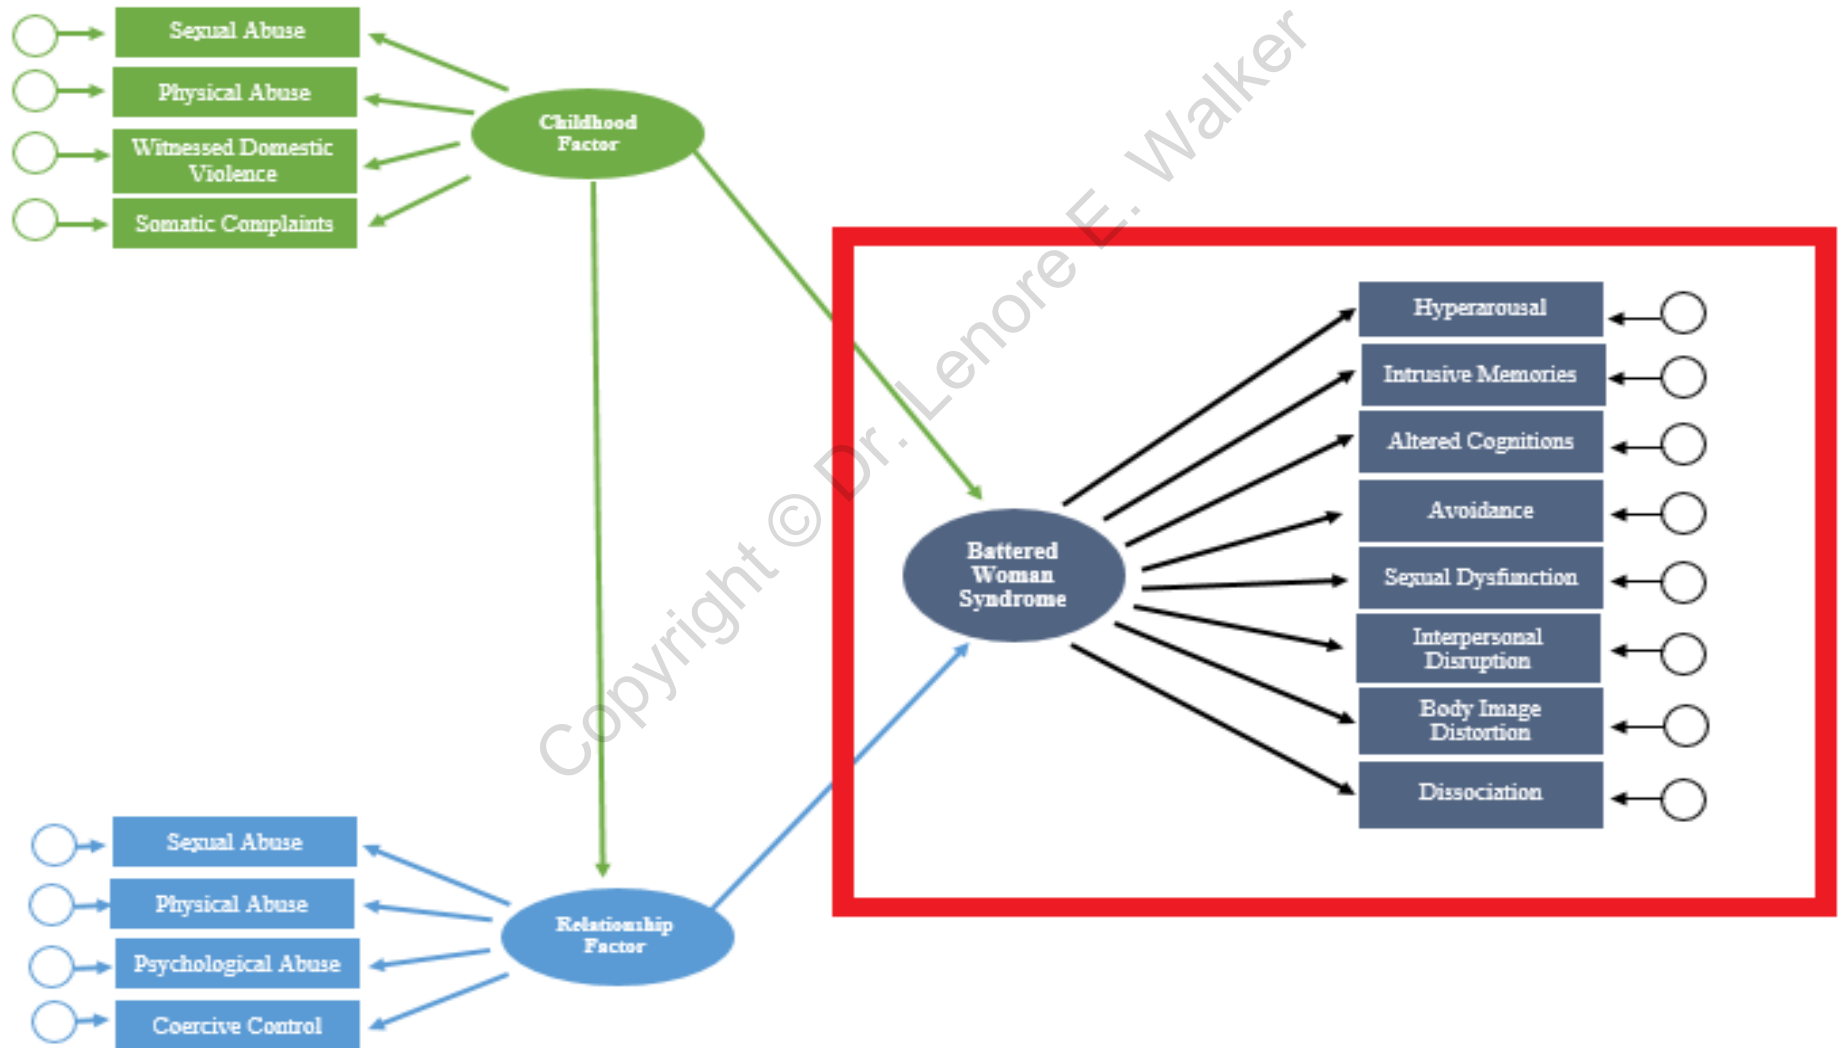 Sexual Abuse
Physical Abuse
Witnessed Domestic
Violence
Somatic Complaints
Childhood
Factor
Copyright © Dr. Lenore E. Walker
Battered
Woman
Syndrome
Hyperarousal
Intrusive Memories
Altered Cognitions
Avoidance
Sexual Dysfunction
Interpersonal
Disruption
Body Image
Distortion
Dissociation
Sexual Abuse
Physical Abuse
Psychological Abuse
Coercive Control
Relationship
Factor